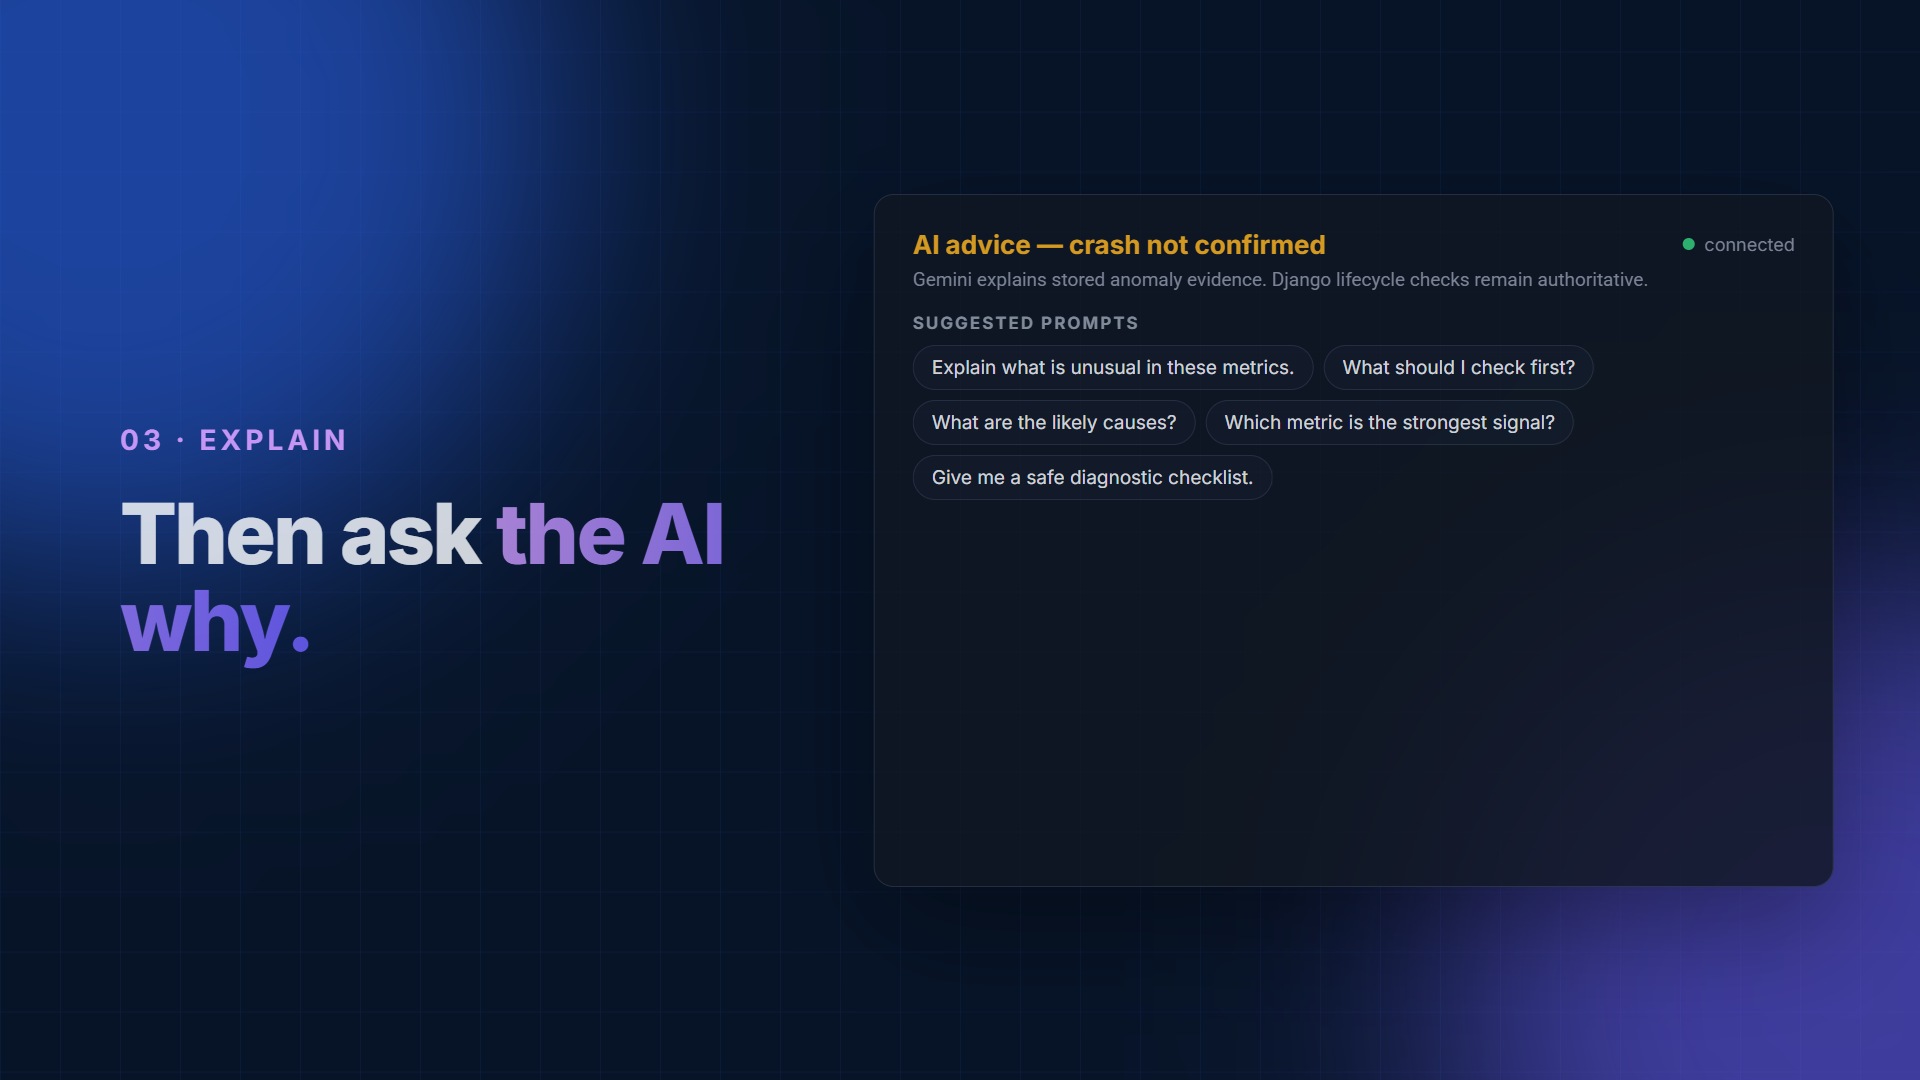 03 · EXPLAIN
Then ask the AI
why.
AI advice — crash not confirmed
connected
Gemini explains stored anomaly evidence. Django lifecycle checks remain authoritative.
SUGGESTED PROMPTS
Explain what is unusual in these metrics.
What should I check first?
What are the likely causes?
Which metric is the strongest signal?
Give me a safe diagnostic checklist.